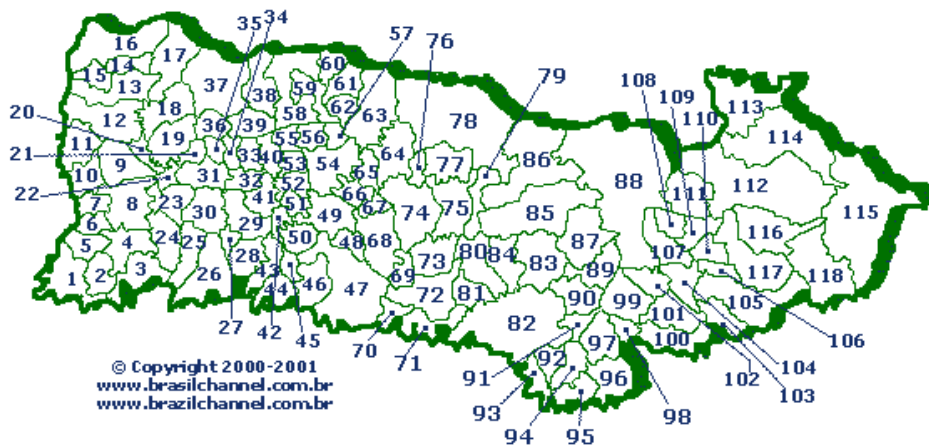 35 34 57 76 79
16 17 60 108 109 110
15 14 13 37 38 59 61 113
20 12 18 58 62 63 78 114
11 19 36 39 55 56 86
21 33 40 53 54 64 77 88 112
10 9 31 32 52 65 111
22 7 8 23 30 41 51 66 67 74 75 85 115
6 29 49 116
5 4 24 25 28 50 48 68 73 80 84 87 107
1 2 3 26 43 46 47 69 83 89 117 118
44 72 81 90 99 105
27 42 45 70 71 82 101 100 106
91 92 97 102 104 103
93 94 95 96 98
© Copyright 2000-2001
www.brasilchannel.com.br
www.brazilchannel.com.br